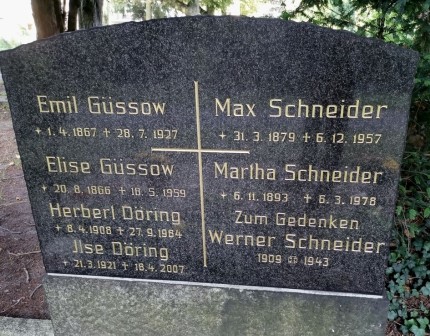 Emil Güssow
+ 1. 4. 1867 + 28. 7. 1927
Elise Güssow
+ 20. 8. 1866 + 16. 5. 1959
Herbert Döring
+ 8. 4. 1908 + 27. 9. 1984
Ilse Döring
+ 21. 3. 1921 + 18. 4. 2007
Max Schneider
+ 31. 3. 1879 + 6. 12. 1957
Martha Schneider
+ 6. 11. 1893 + 6. 3. 1978
Zum Gedenken
Werner Schneider
1909 1943